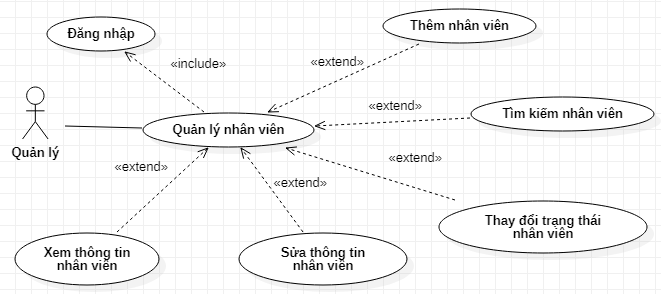 Đăng nhập
Thêm nhân viên
«include»
«extend»
«extend»
Tìm kiếm nhân viên
Quản lý nhân viên
Quản lý
«extend»
«extend»
«extend»
Thay đổi trạng thái
nhân viên
Xem thông tin
nhân viên
Sửa thông tin
nhân viên